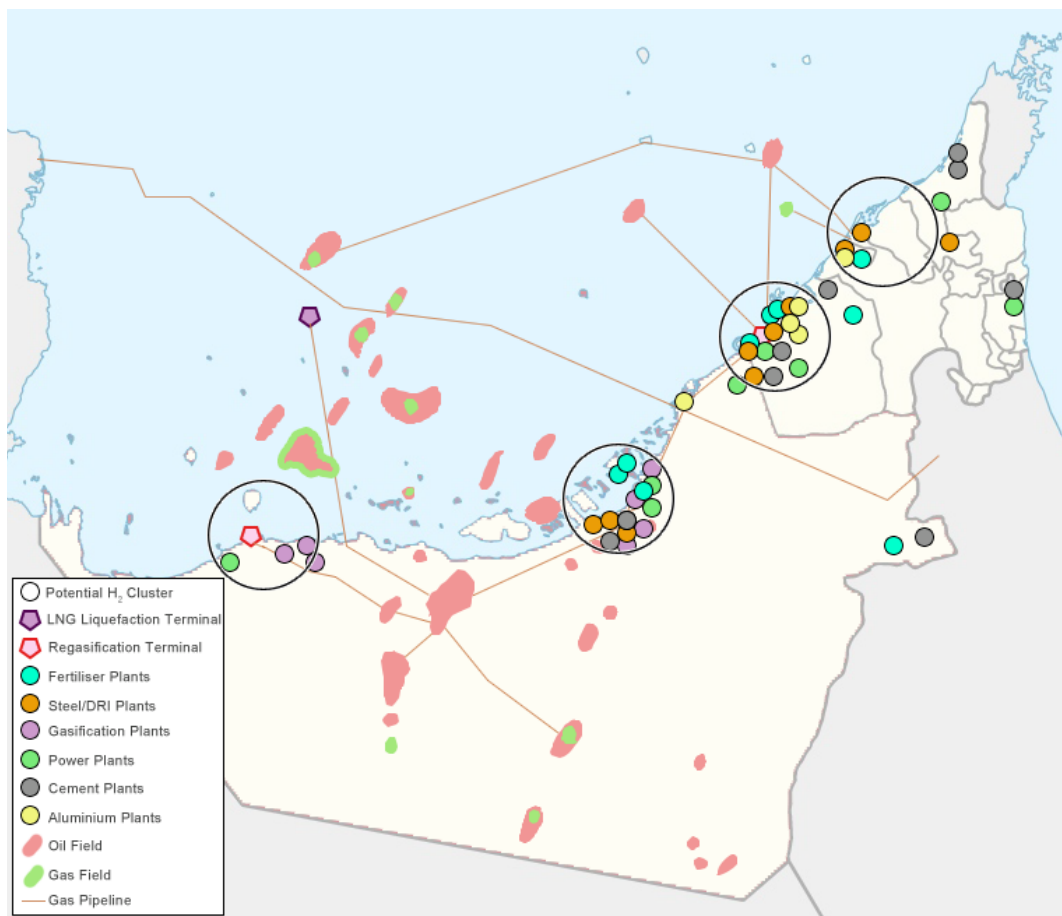 Potential H₂ Cluster
LNG Liquefaction Terminal
Regasification Terminal
Fertiliser Plants
Steel/DRI Plants
Gasification Plants
Power Plants
Cement Plants
Aluminium Plants
Oil Field
Gas Field
Gas Pipeline